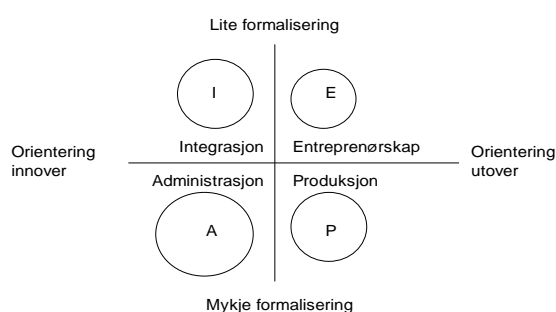 Lite formalisering
I
E
Orientering
innover
Integrasjon
Entreprenørskap
Orientering
utover
Administrasjon
Produksjon
A
P
Mykje formalisering